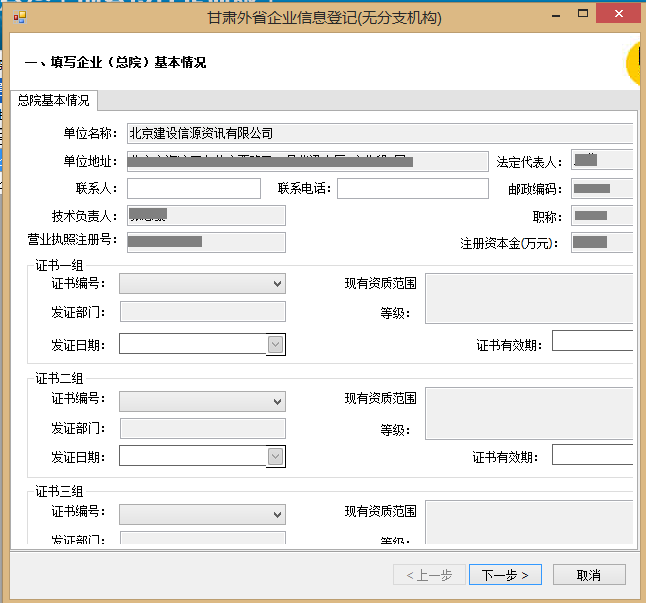 甘肃外省企业信息登记(无分支机构)
一、填写企业（总院）基本情况
总院基本情况
单位名称： 北京建设信源资讯有限公司
单位地址： 法定代表人：
联系人： 联系电话： 邮政编码：
技术负责人： 职称：
营业执照注册号： 注册资本金(万元)：
证书一组
证书编号： 现有资质范围
发证部门： 等级：
发证日期： 证书有效期：
证书二组
证书编号： 现有资质范围
发证部门： 等级：
发证日期： 证书有效期：
证书三组
证书编号： 现有资质范围
发证部门： 等级：
< 上一步 下一步 > 取消